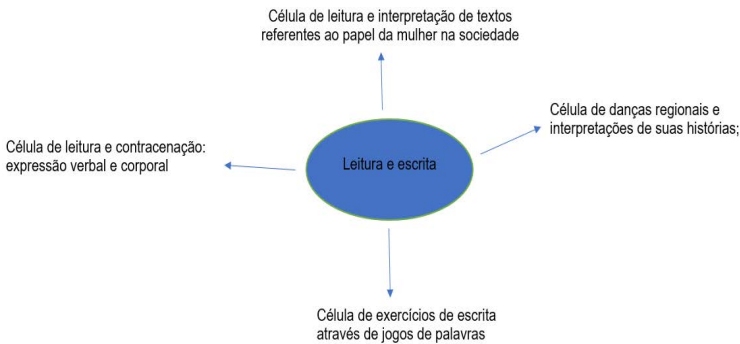 Célula de leitura e interpretação de textos
referentes ao papel da mulher na sociedade
Célula de danças regionais e
interpretações de suas histórias;
Célula de leitura e contracenação:
expressão verbal e corporal
Leitura e escrita
Célula de exercícios de escrita
através de jogos de palavras